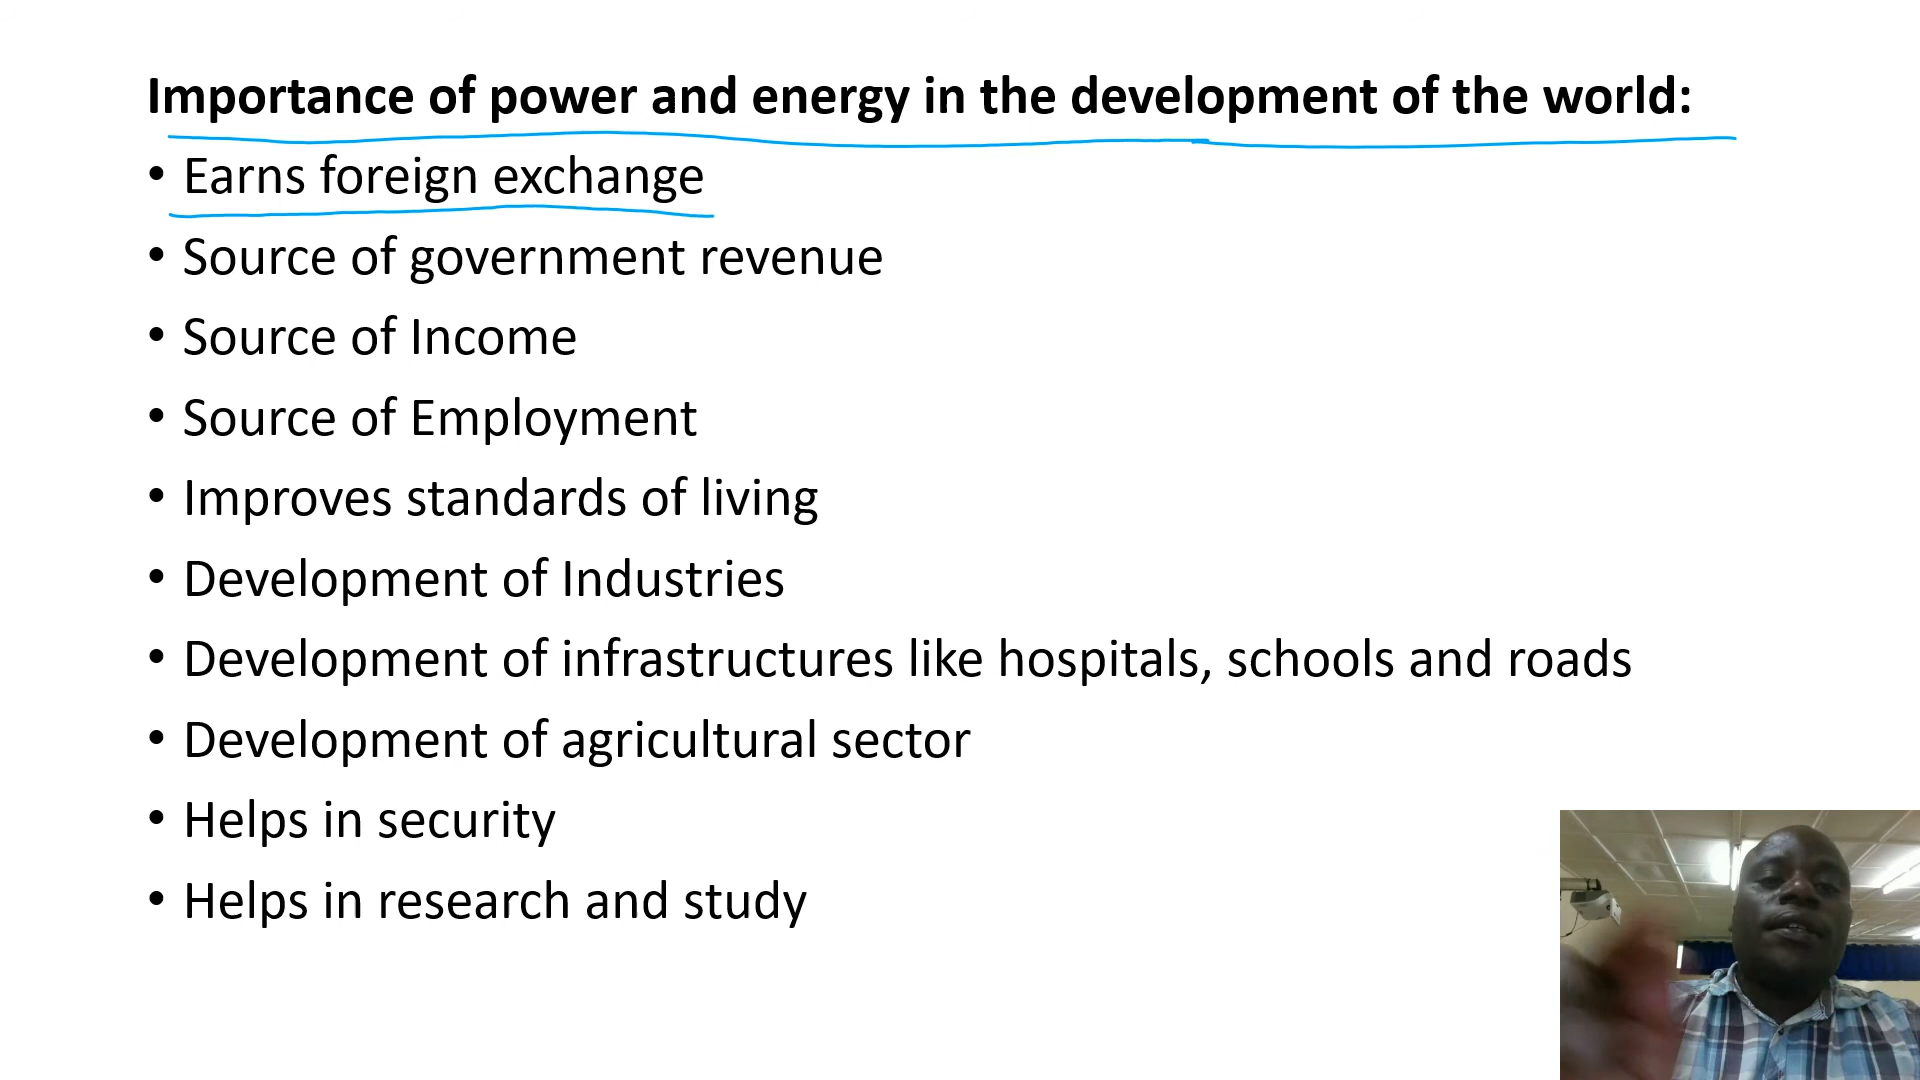 Importance of power and energy in the development of the world:
• Earns foreign exchange
• Source of government revenue
• Source of Income
• Source of Employment
• Improves standards of living
• Development of Industries
• Development of infrastructures like hospitals, schools and roads
• Development of agricultural sector
• Helps in security
• Helps in research and study